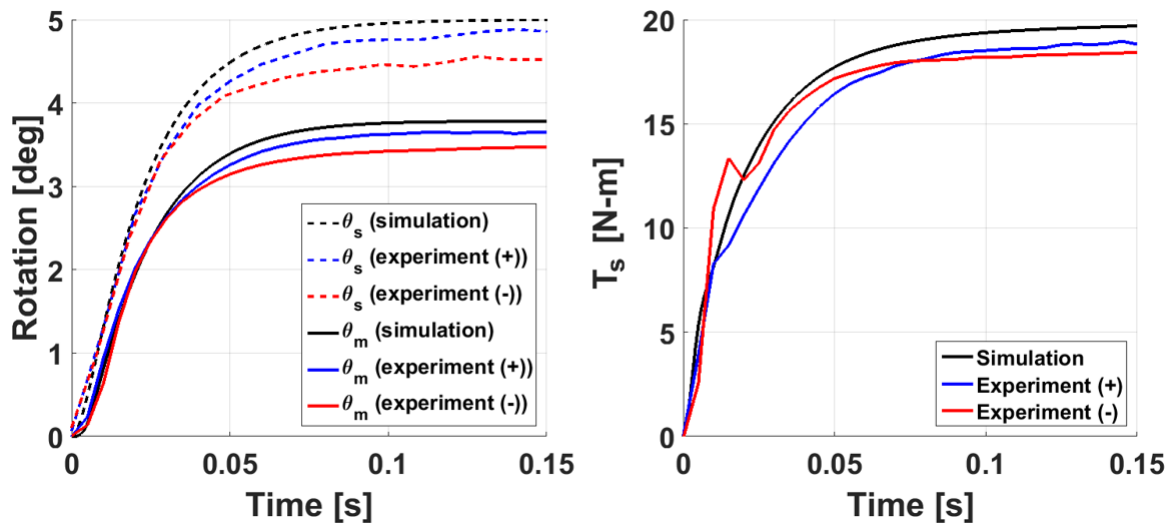 5
4
3
2
1
0
Rotation [deg]
0
0.05
0.1
0.15
Time [s]
θs (simulation)
θs (experiment (+))
θs (experiment (-))
θm (simulation)
θm (experiment (+))
θm (experiment (-))
20
15
10
5
0
Ts [N-m]
0
0.05
0.1
0.15
Time [s]
Simulation
Experiment (+)
Experiment (-)